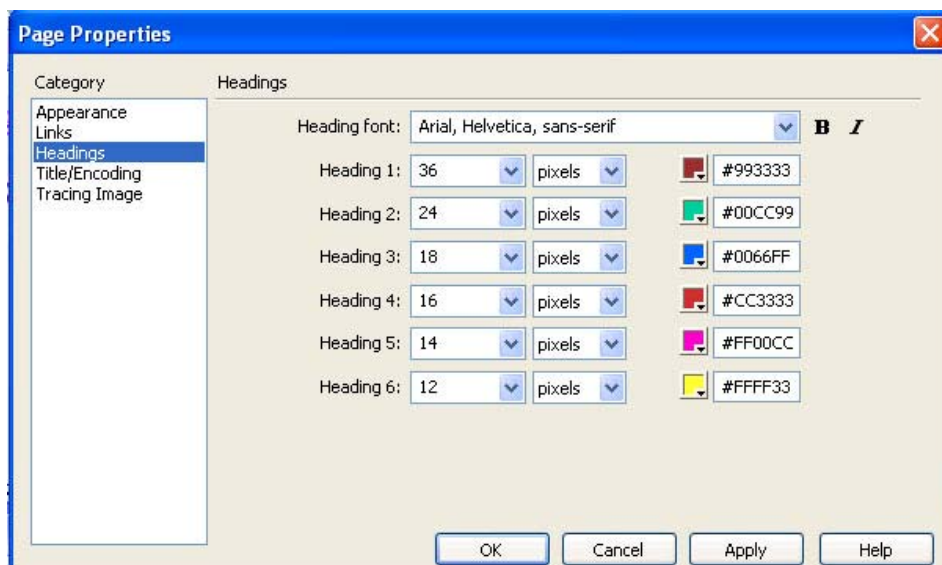 Page Properties
Category
Appearance
Links
Headings
Title/Encoding
Tracing Image
Headings
Heading font: Arial, Helvetica, sans-serif B I
Heading 1: 36 pixels #993333
Heading 2: 24 pixels #00CC99
Heading 3: 18 pixels #0066FF
Heading 4: 16 pixels #CC3333
Heading 5: 14 pixels #FF00CC
Heading 6: 12 pixels #FFFF33
OK Cancel Apply Help